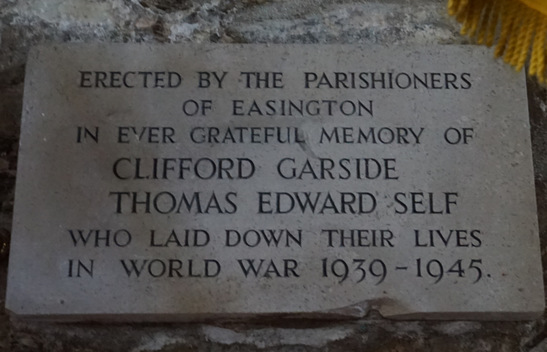 ERECTED BY THE PARISHIONERS
OF EASINGTON
IN EVER GRATEFUL MEMORY OF
CLIFFORD GARSIDE
THOMAS EDWARD SELF
WHO LAID DOWN THEIR LIVES
IN WORLD WAR 1939-1945.